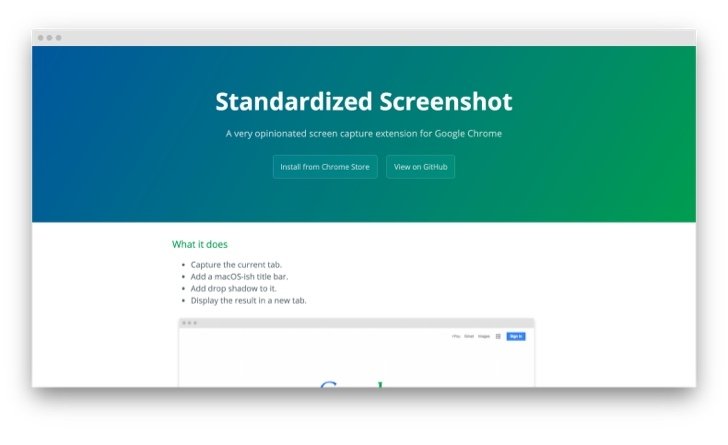 Standardized Screenshot
A very opinionated screen capture extension for Google Chrome
Install from Chrome Store
View on GitHub
What it does
Capture the current tab.
Add a macOS-ish title bar.
Add drop shadow to it.
Display the result in a new tab.
+You Gmail Images Sign in